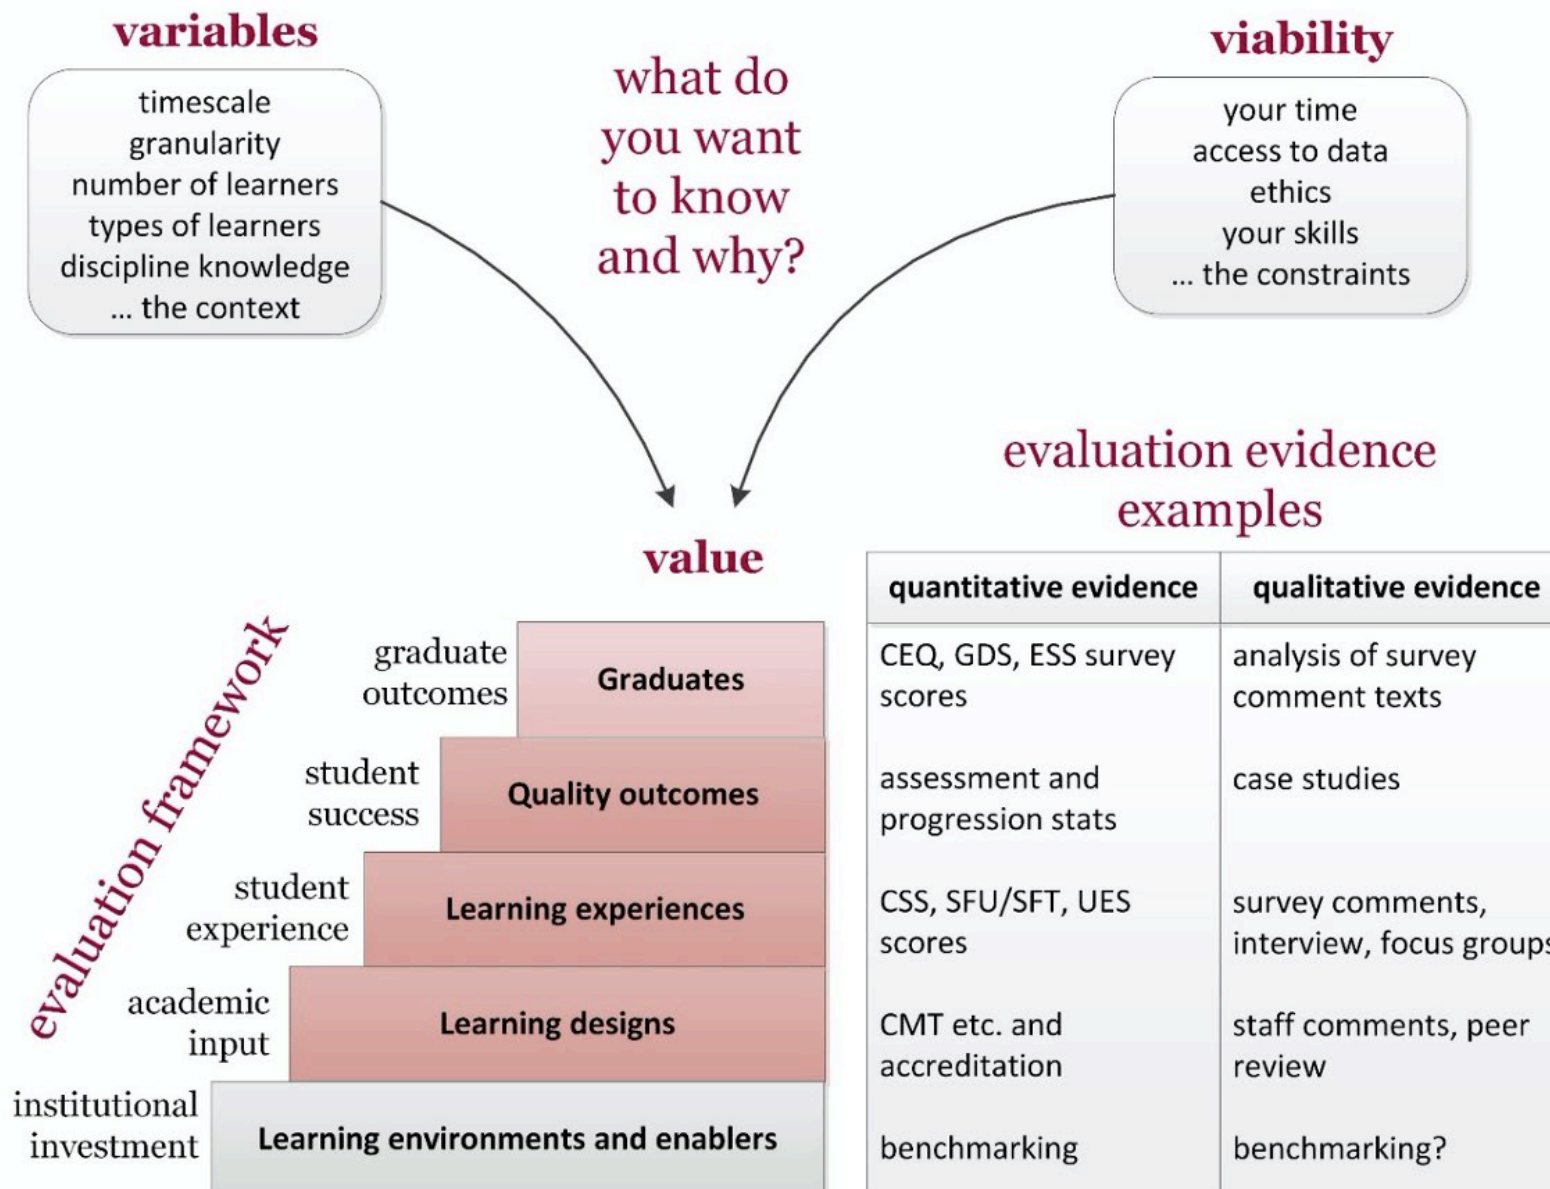 variables
timescale
granularity
number of learners
types of learners
discipline knowledge
... the context
what do
you want
to know
and why?
viability
your time
access to data
ethics
your skills
... the constraints
value
evaluation framework
graduate
outcomes
Graduates
student
success
Quality outcomes
student
experience
Learning experiences
academic
input
Learning designs
institutional
investment
Learning environments and enablers
evaluation evidence
examples
quantitative evidence
qualitative evidence
CEQ, GDS, ESS survey
scores
analysis of survey
comment texts
assessment and
progression stats
case studies
CSS, SFU/SFT, UES
scores
survey comments,
interview, focus groups
CMT etc. and
accreditation
staff comments, peer
review
benchmarking
benchmarking?